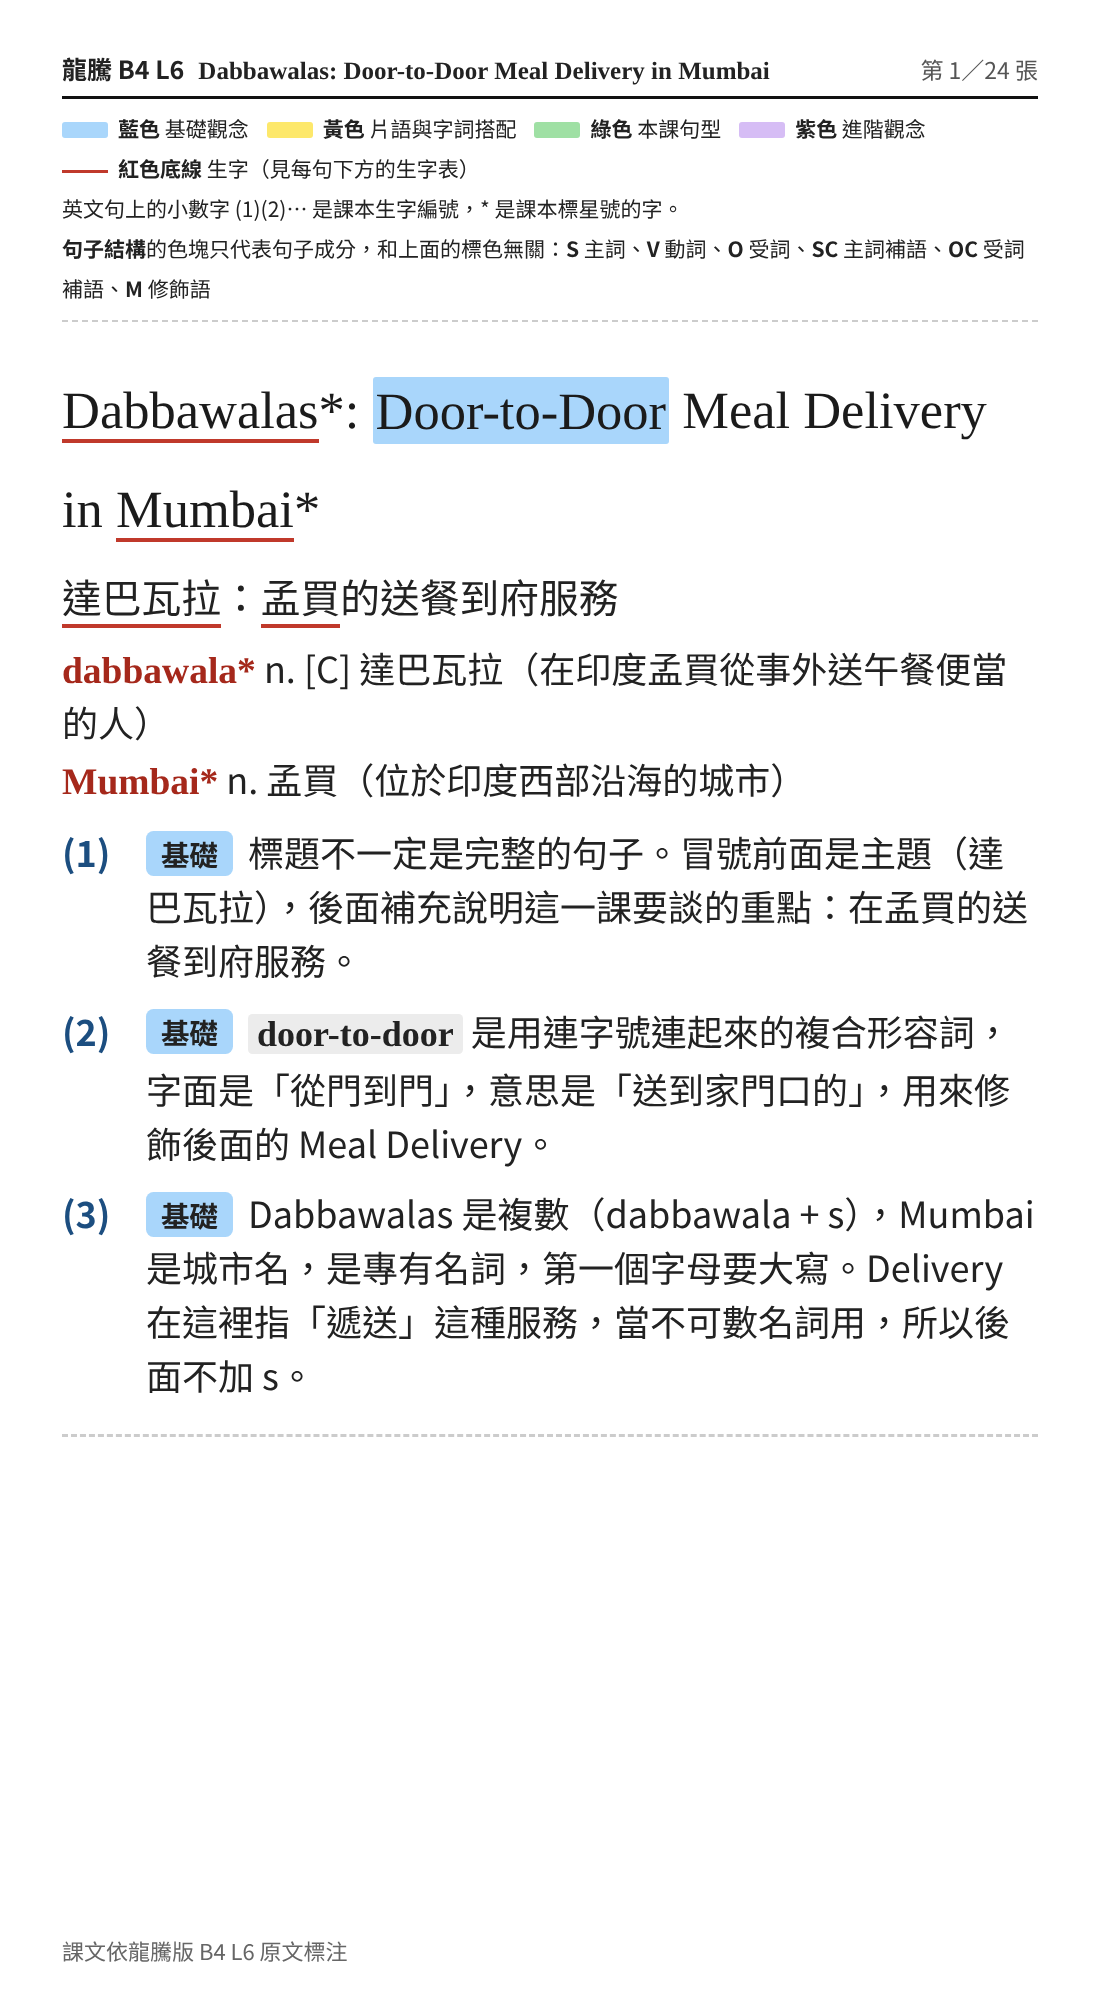 龍騰 B4 L6 Dabbawalas: Door-to-Door Meal Delivery in Mumbai 第 1／24 張
藍色 基礎觀念 黃色 片語與字詞搭配 綠色 本課句型 紫色 進階觀念
紅色底線 生字（見每句下方的生字表）
英文句上的小數字 (1)(2)… 是課本生字編號，* 是課本標星號的字。
句子結構的色塊只代表句子成分，和上面的標色無關：S 主詞、V 動詞、O 受詞、SC 主詞補語、OC 受詞
補語、M 修飾語
Dabbawalas*: Door-to-Door Meal Delivery
in Mumbai*
達巴瓦拉：孟買的送餐到府服務
dabbawala* n. [C] 達巴瓦拉（在印度孟買從事外送午餐便當
的人）
Mumbai* n. 孟買（位於印度西部沿海的城市）
(1) 基礎 標題不一定是完整的句子。冒號前面是主題（達
巴瓦拉），後面補充說明這一課要談的重點：在孟買的送
餐到府服務。
(2) 基礎 door-to-door 是用連字號連起來的複合形容詞，
字面是「從門到門」，意思是「送到家門口的」，用來修
飾後面的 Meal Delivery。
(3) 基礎 Dabbawalas 是複數（dabbawala + s），Mumbai
是城市名，是專有名詞，第一個字母要大寫。Delivery
在這裡指「遞送」這種服務，當不可數名詞用，所以後
面不加 s。
課文依龍騰版 B4 L6 原文標注